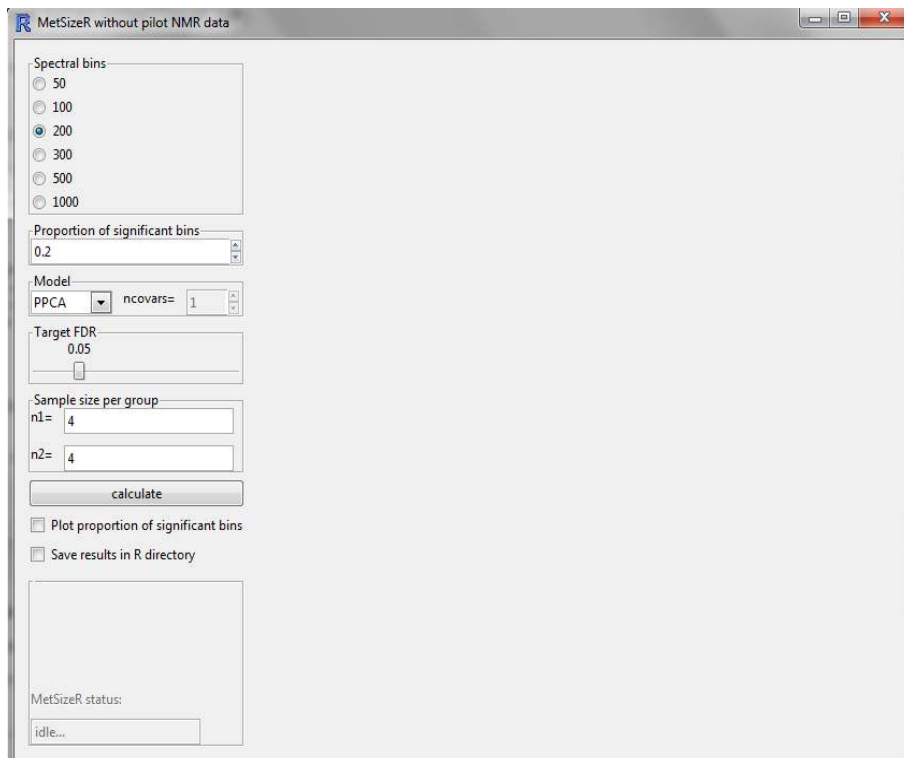 MetSizeR without pilot NMR data
Spectral bins
50
100
200
300
500
1000
Proportion of significant bins
0.2
Model
PPCA ncovars= 1
Target FDR
0.05
Sample size per group
n1= 4
n2= 4
calculate
Plot proportion of significant bins
Save results in R directory
MetSizeR status:
idle...